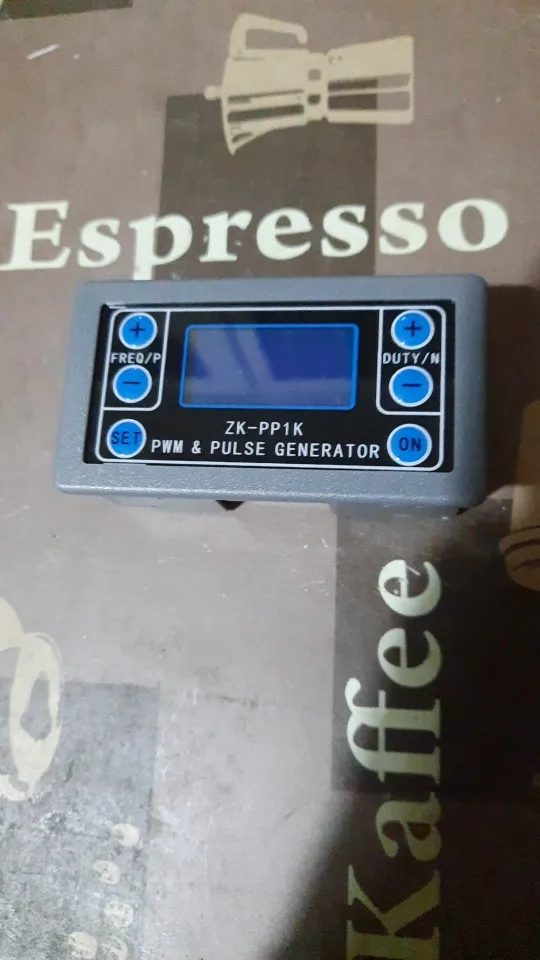 Espresso
+
+
FREQ/P
DUTY/N
−
−
ZK-PP1K
SET
PWM & PULSE GENERATOR
ON
Kaffee